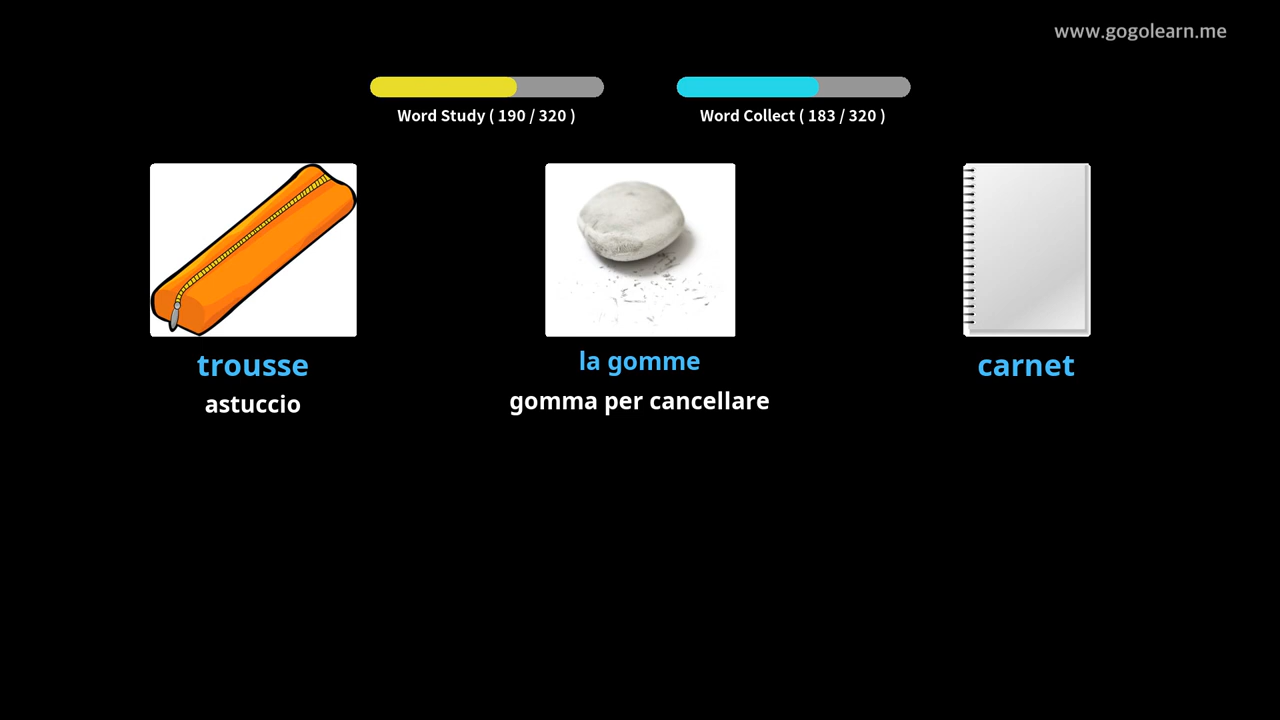 www.gogolearn.me
Word Study ( 190 / 320 )
Word Collect ( 183 / 320 )
trousse
astuccio
la gomme
gomma per cancellare
carnet